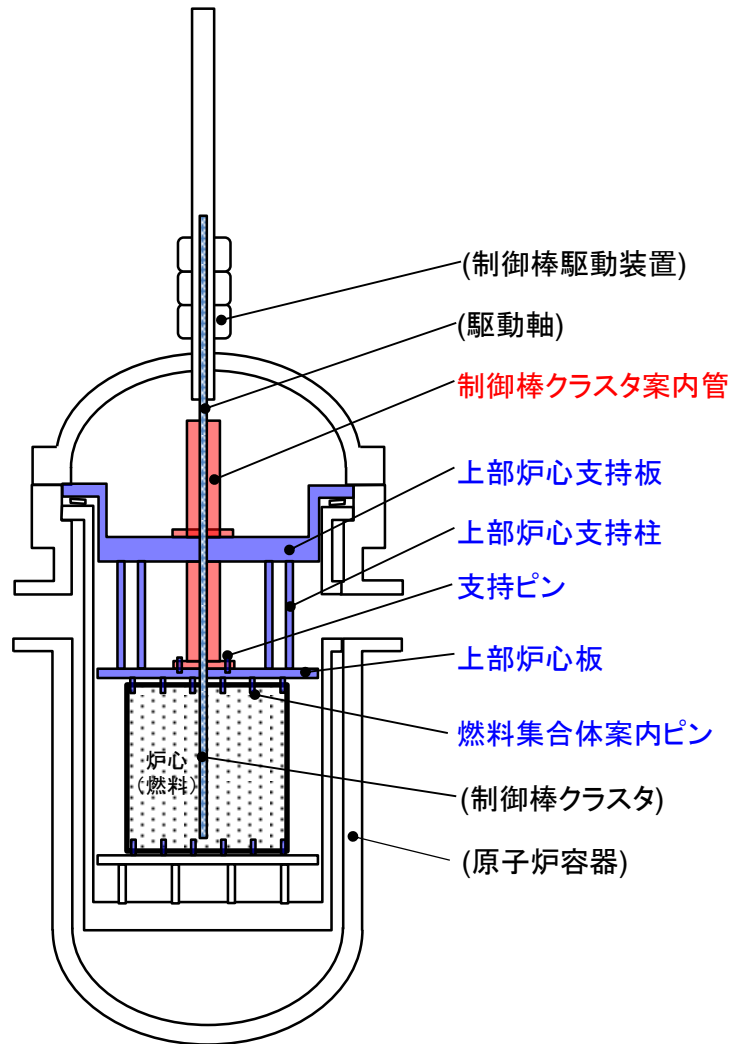 (制御棒駆動装置)
(駆動軸)
制御棒クラスタ案内管
上部炉心支持板
上部炉心支持柱
支持ピン
上部炉心板
燃料集合体案内ピン
炉心
(燃料)
(制御棒クラスタ)
(原子炉容器)